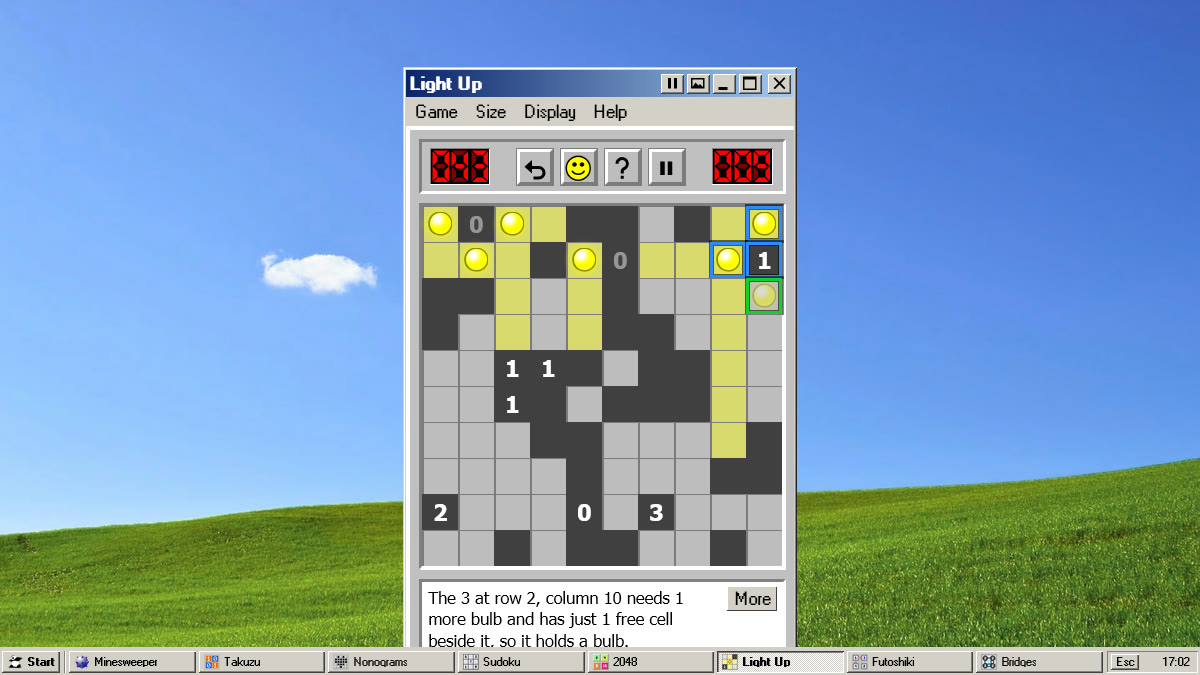 Light Up
Game Size Display Help
?
0
0 1
1 1
1
2 0 3
The 3 at row 2, column 10 needs 1
more bulb and has just 1 free cell
beside it, so it holds a bulb.
More
Start Minesweeper Takuzu Nonograms Sudoku 2048 Light Up Futoshiki Bridges Esc 17:02